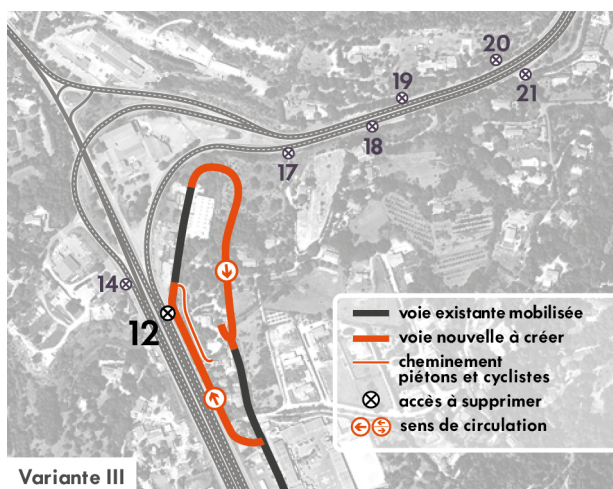 20
19
21
18
17
14
12
voie existante mobilisée
voie nouvelle à créer
cheminement
piétons et cyclistes
accès à supprimer
sens de circulation
Variante III